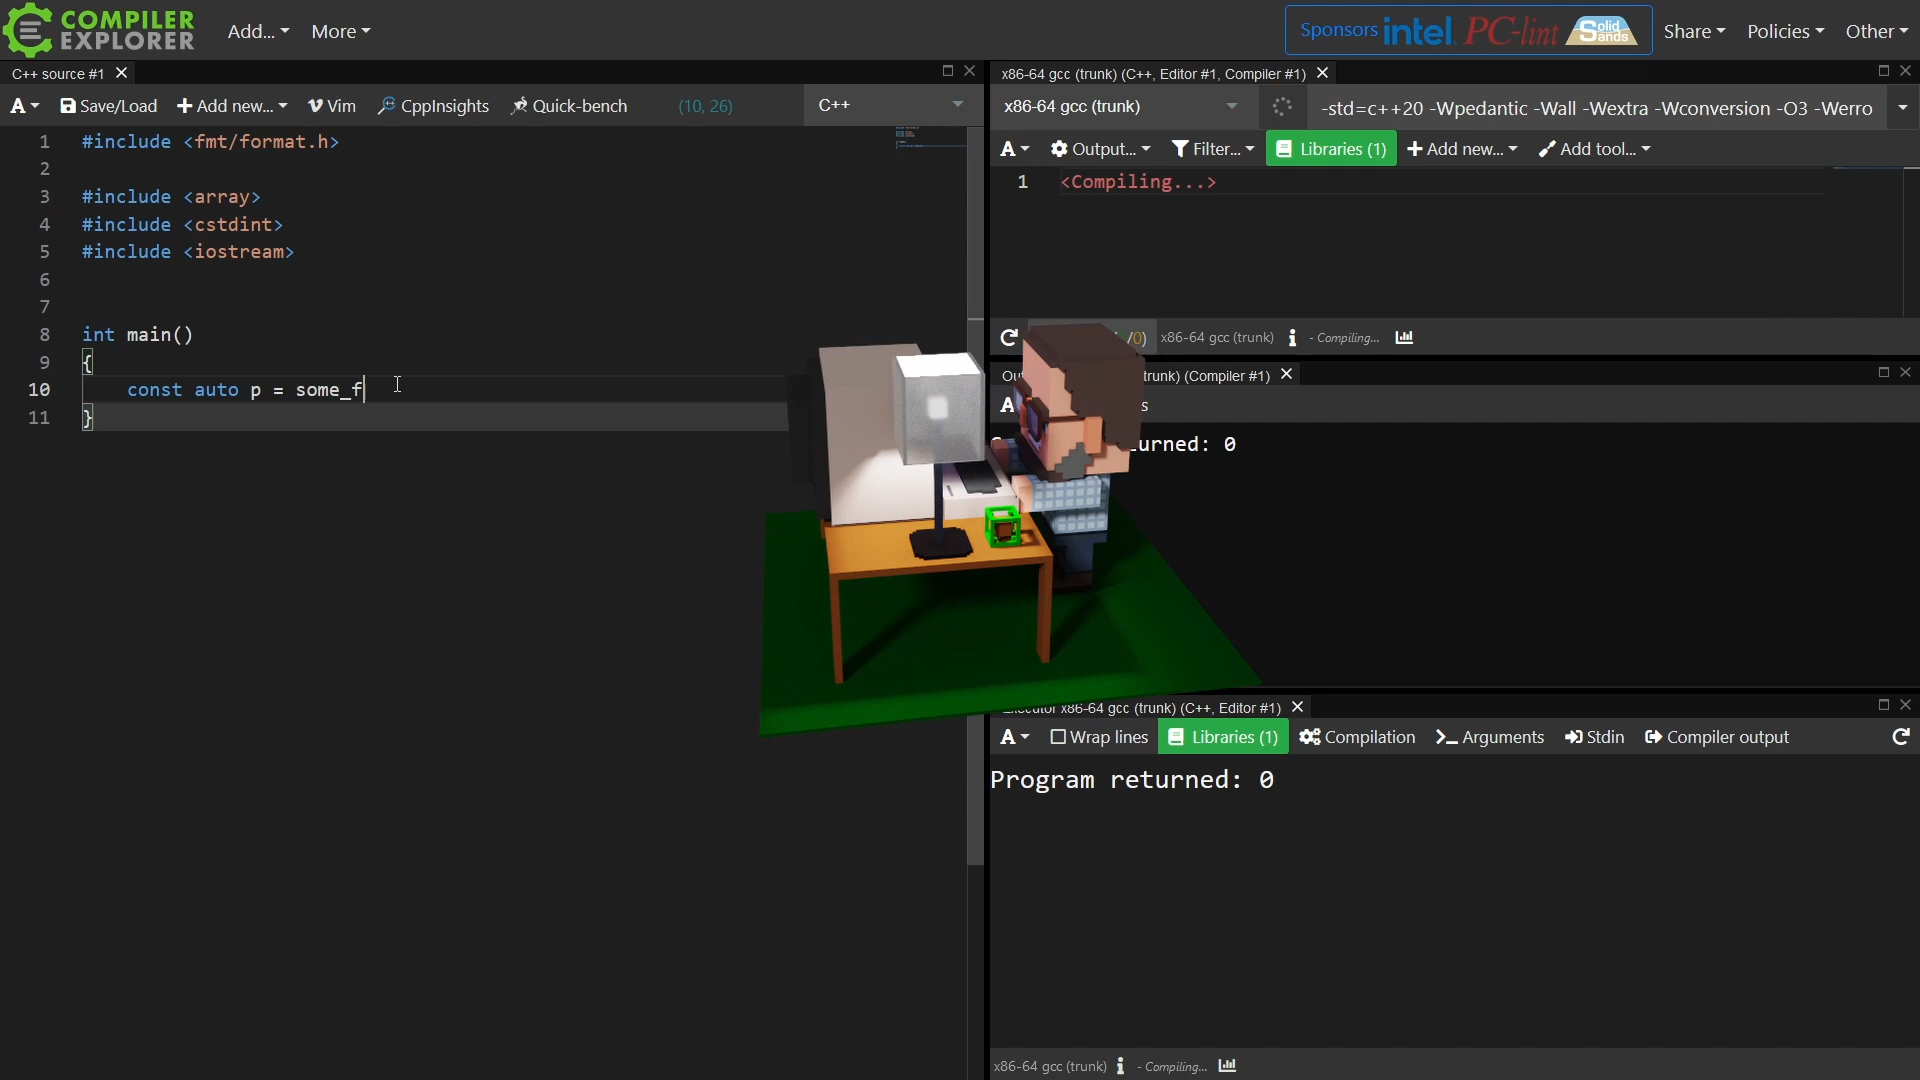 COMPILER
EXPLORER
Add...
More
Sponsors intel. PC-lint Solid Sands
Share
Policies
Other
C++ source #1
A
Save/Load
Add new...
Vim
CppInsights
Quick-bench
(10, 26)
C++
1 #include <fmt/format.h>
2
3 #include <array>
4 #include <cstdint>
5 #include <iostream>
6
7
8 int main()
9 {
10 const auto p = some_f
11 }
x86-64 gcc (trunk) (C++, Editor #1, Compiler #1)
x86-64 gcc (trunk)
-std=c++20 -Wpedantic -Wall -Wextra -Wconversion -O3 -Werro
A
Output...
Filter...
Libraries (1)
Add new...
Add tool...
1 <Compiling...>
/0)
x86-64 gcc (trunk)
- Compiling...
trunk) (Compiler #1)
A
urned: 0
x86-64 gcc (trunk) (C++, Editor #1)
A
Wrap lines
Libraries (1)
Compilation
Arguments
Stdin
Compiler output
Program returned: 0
x86-64 gcc (trunk)
- Compiling...